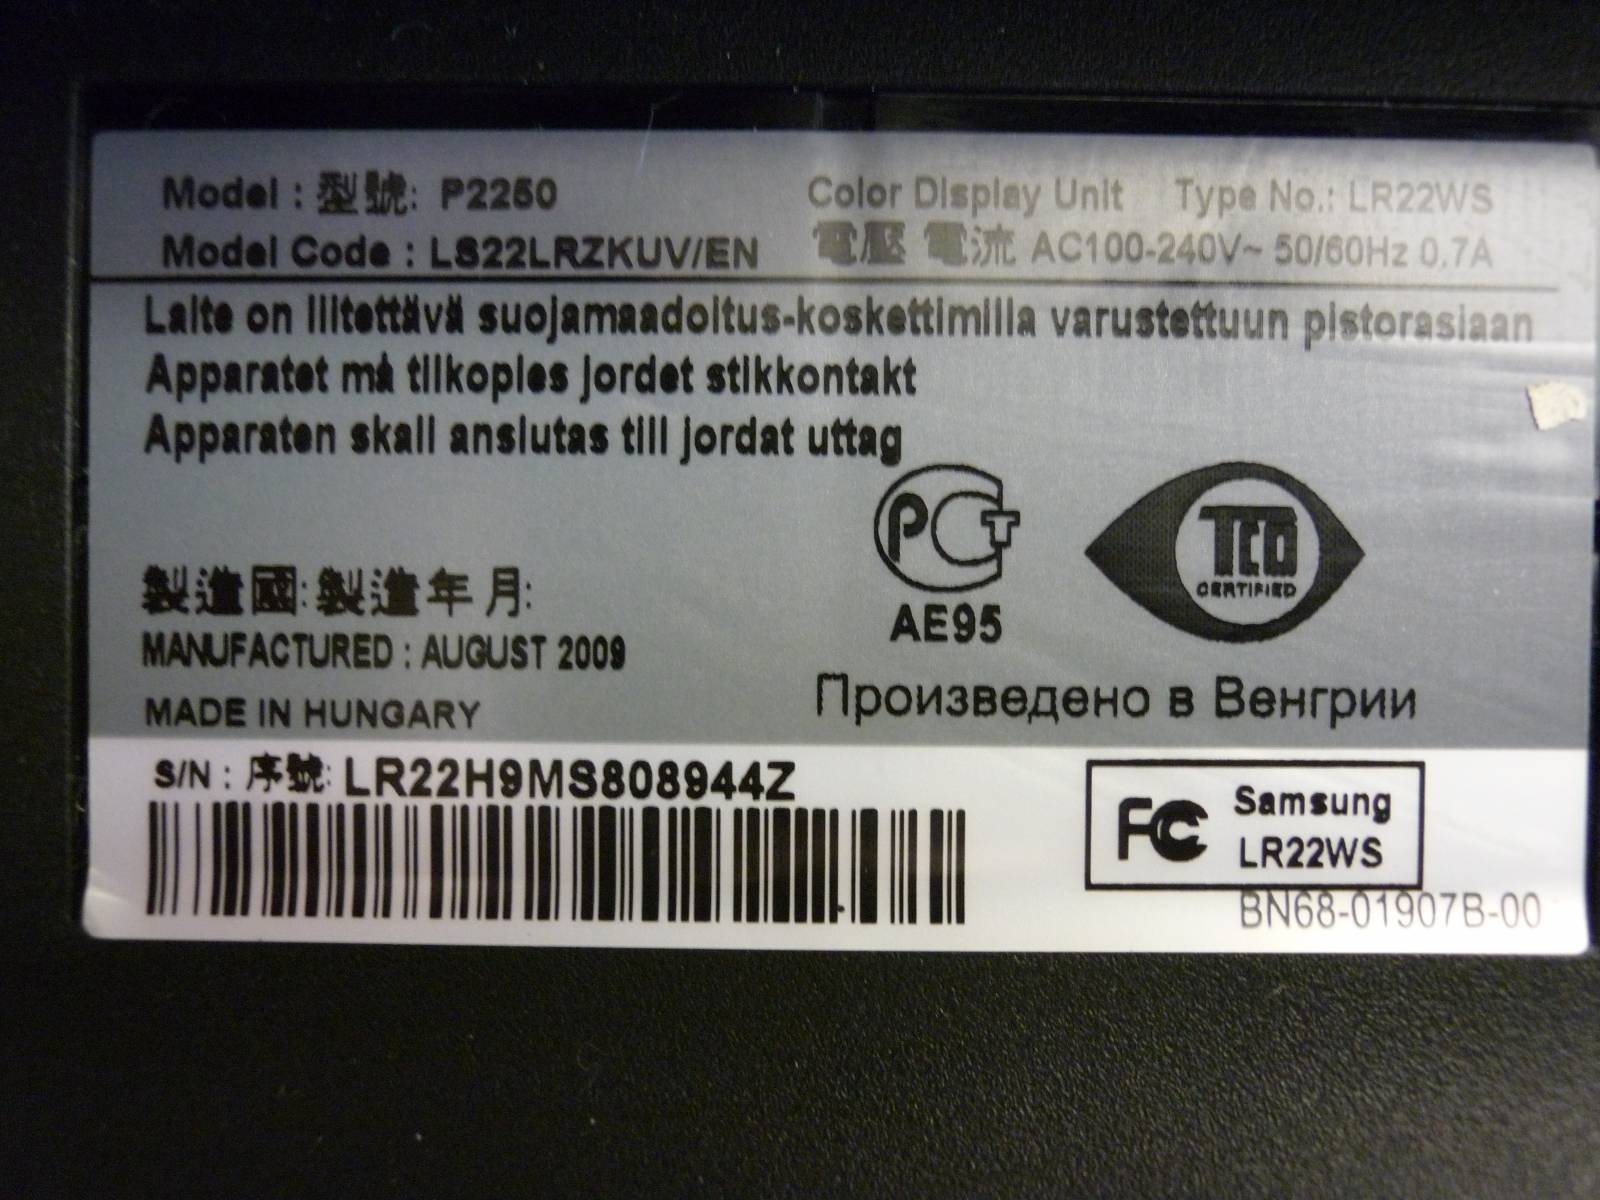 Model : 型號: P2250
Color Display Unit Type No.: LR22WS
Model Code : LS22LRZKUV/EN
電壓 電流 AC100-240V~ 50/60Hz 0.7A
Laite on liitettävä suojamaadoitus-koskettimilla varustettuun pistorasiaan
Apparatet må tilkoples jordet stikkontakt
Apparaten skall anslutas till jordat uttag
РСТ
AE95
TCO
CERTIFIED
製造國: 製造年月:
MANUFACTURED : AUGUST 2009
MADE IN HUNGARY
Произведено в Венгрии
S/N : 序號: LR22H9MS808944Z
FC Samsung
LR22WS
BN68-01907B-00